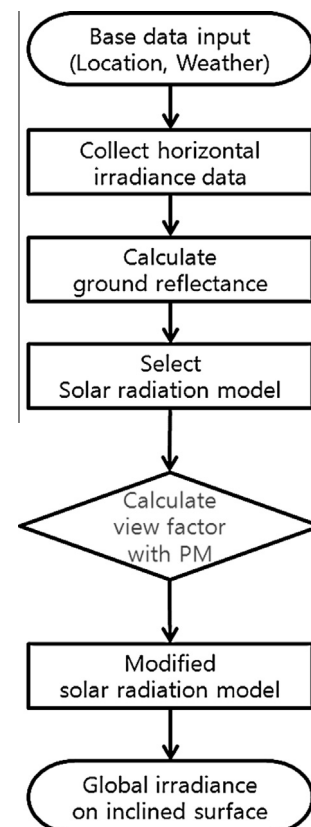 Base data input
(Location, Weather)
Collect horizontal
irradiance data
Calculate
ground reflectance
Select
Solar radiation model
Calculate
view factor
with PM
Modified
solar radiation model
Global irradiance
on inclined surface